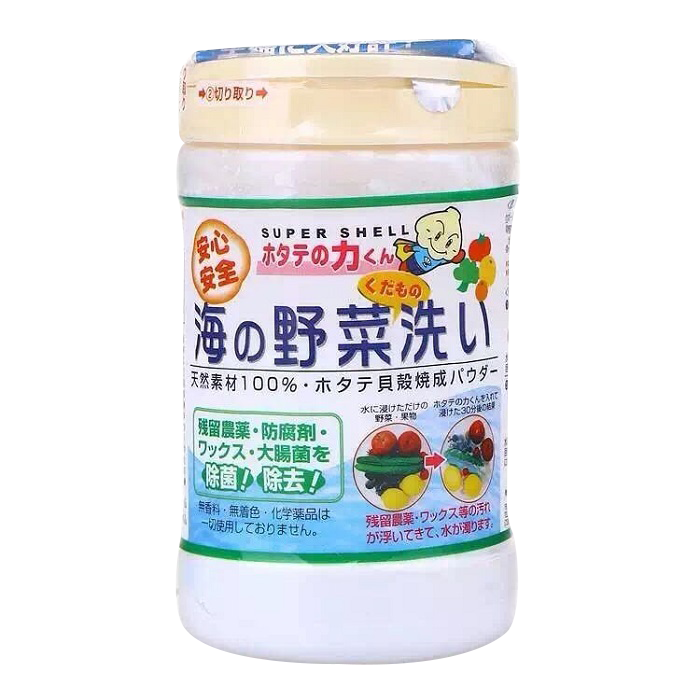 ➡②切り取り➡
安心
安全
SUPER SHELL
ホタテの力くん
くだもの
海の野菜洗い
天然素材100%・ホタテ貝殻焼成パウダー
残留農薬・防腐剤・
ワックス・大腸菌を
除菌!除去!
無香料・無着色・化学薬品は
一切使用しておりません。
水に浸けただけの
野菜・果物
ホタテの力くんを入れて
浸けた30分後の結果
残留農薬・ワックス等の汚れ
が浮いてきて、水が濁ります。